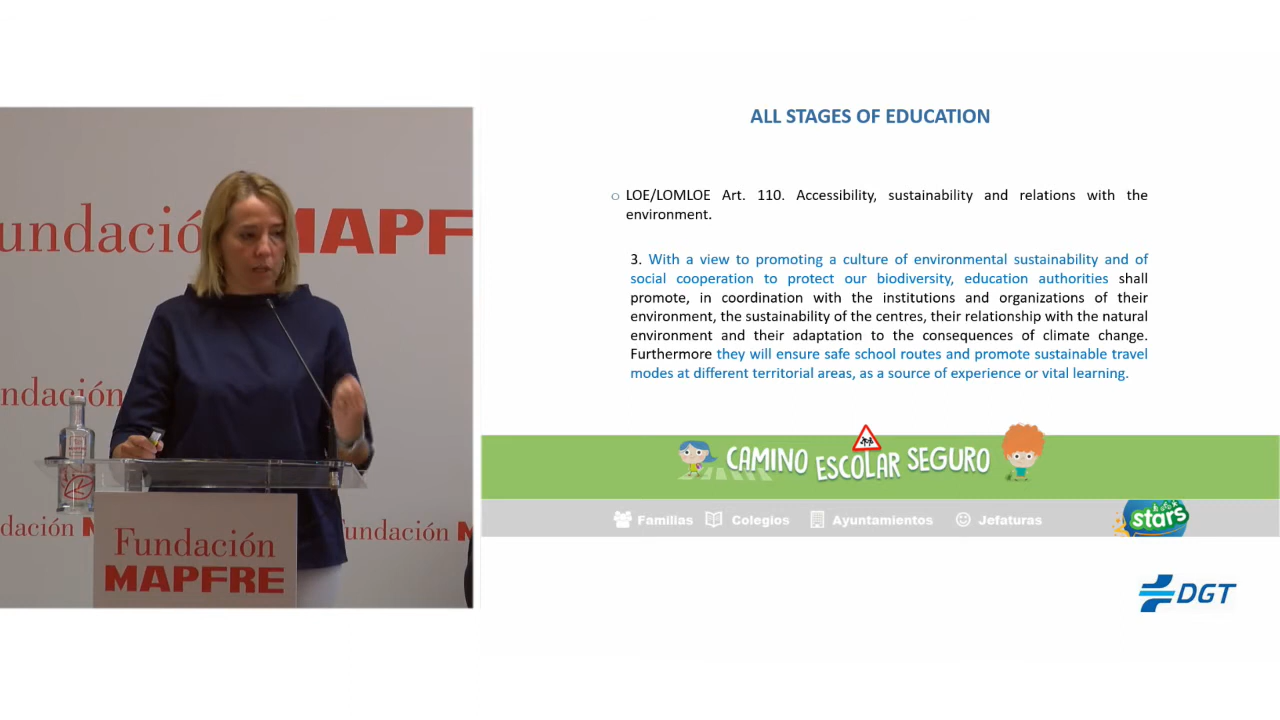 undación MAPF
ndación
dación M
undación M
Fundación
MAPFRE
ALL STAGES OF EDUCATION
LOE/LOMLOE Art. 110. Accessibility, sustainability and relations with the
environment.
3. With a view to promoting a culture of environmental sustainability and of
social cooperation to protect our biodiversity, education authorities shall
promote, in coordination with the institutions and organizations of their
environment, the sustainability of the centres, their relationship with the natural
environment and their adaptation to the consequences of climate change.
Furthermore they will ensure safe school routes and promote sustainable travel
modes at different territorial areas, as a source of experience or vital learning.
CAMINO ESCOLAR SEGURO
Familias Colegios Ayuntamientos Jefaturas
stars
DGT